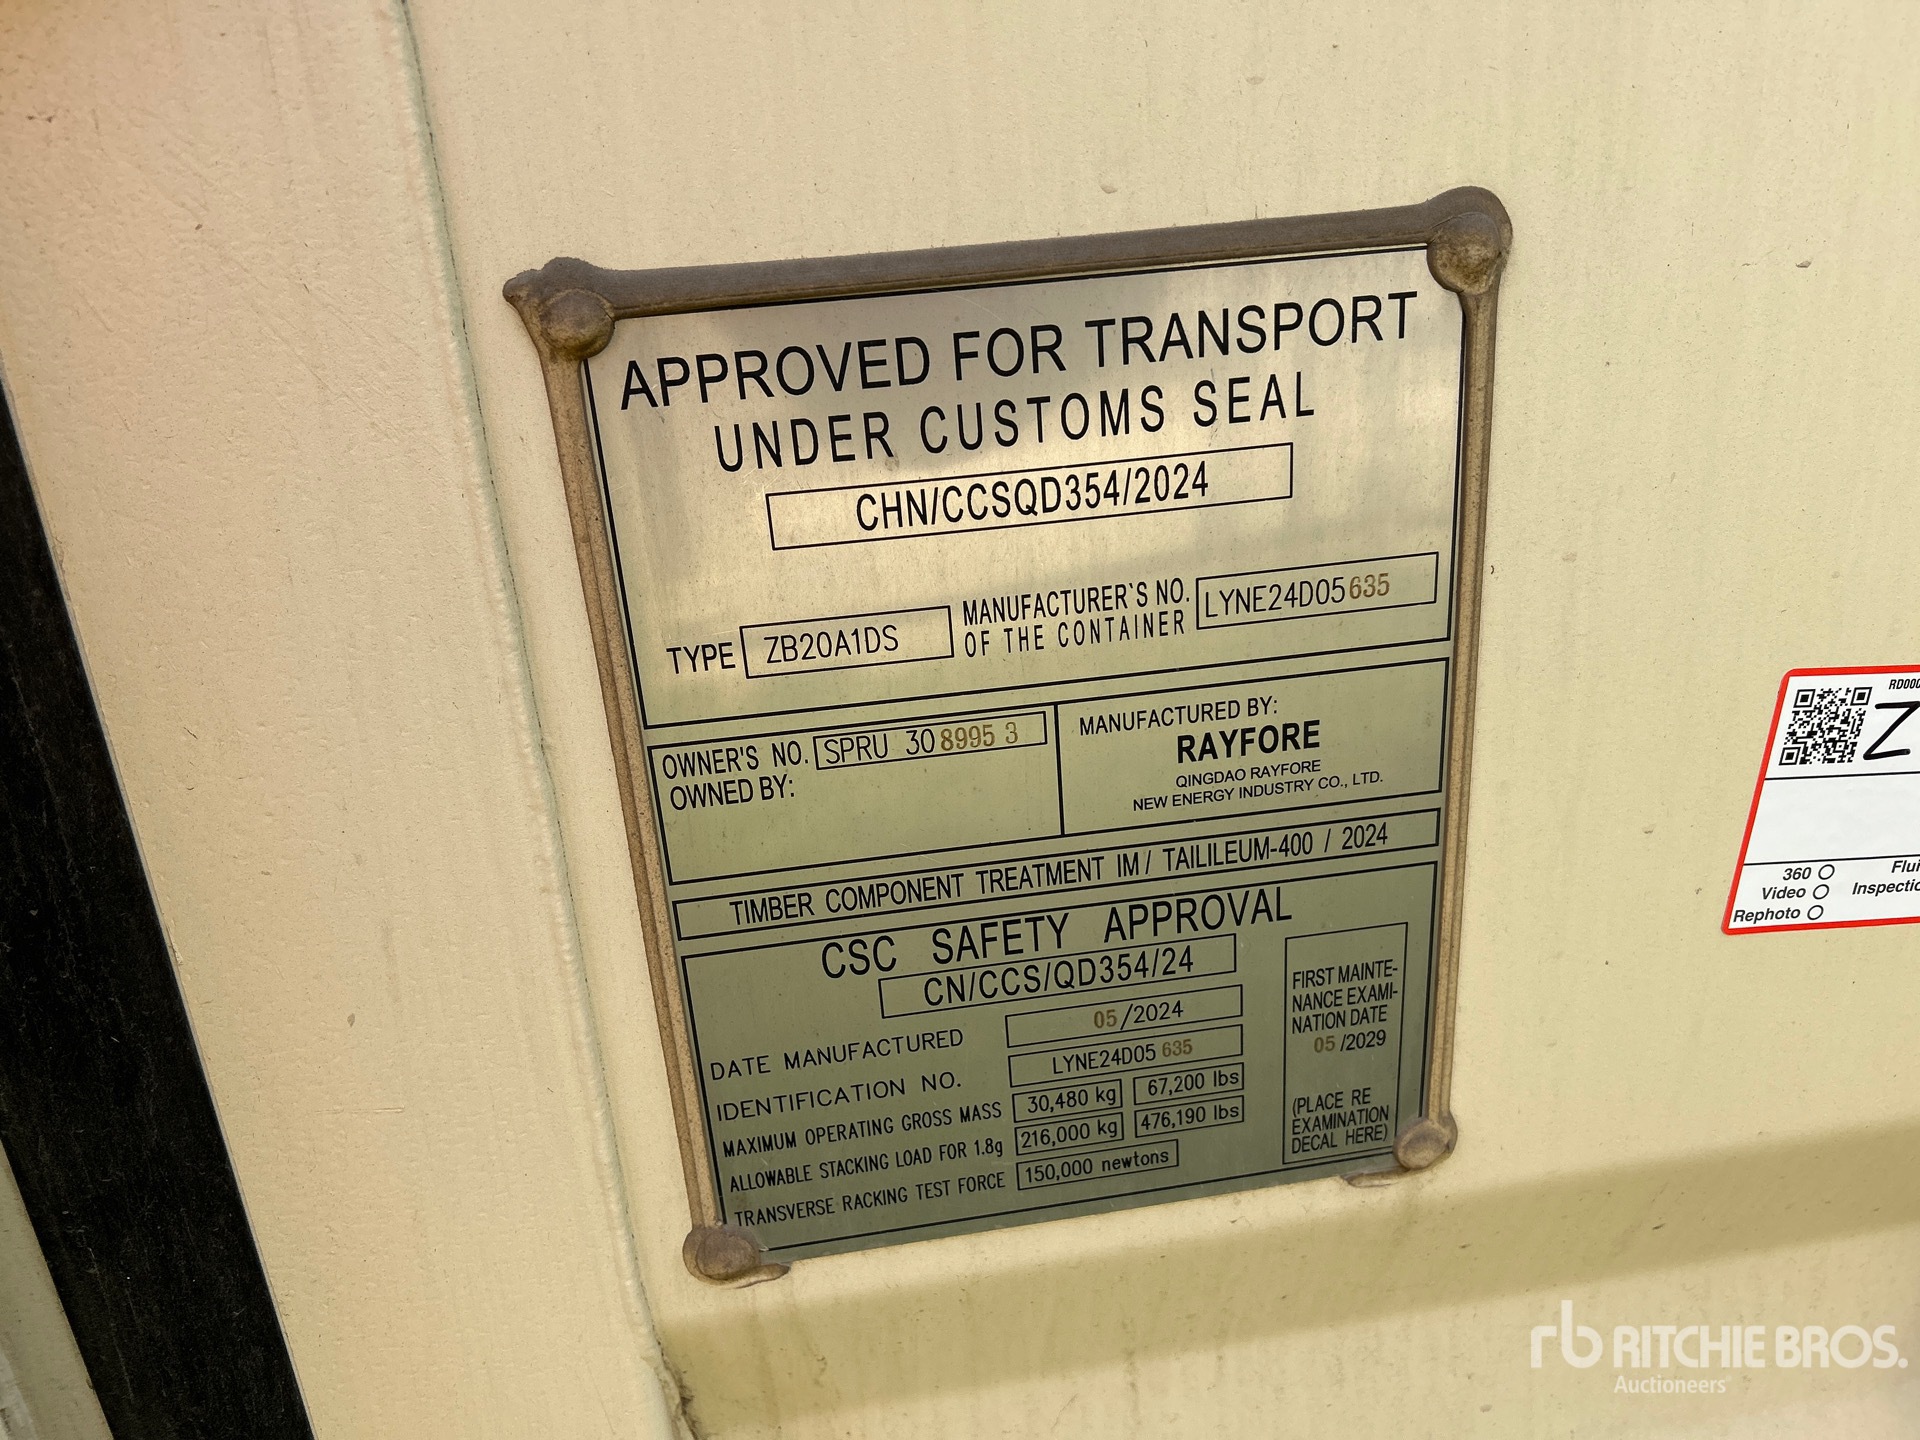 APPROVED FOR TRANSPORT
UNDER CUSTOMS SEAL
CHN/CCSQD354/2024
TYPE ZB20A1DS MANUFACTURER`S NO. OF THE CONTAINER LYNE24D05635
OWNER'S NO. SPRU 308995 3
OWNED BY:
MANUFACTURED BY:
RAYFORE
QINGDAO RAYFORE
NEW ENERGY INDUSTRY CO., LTD.
TIMBER COMPONENT TREATMENT IM / TAILILEUM-400 / 2024
CSC SAFETY APPROVAL
CN/CCS/QD354/24
DATE MANUFACTURED 05/2024
IDENTIFICATION NO. LYNE24D05635
MAXIMUM OPERATING GROSS MASS 30,480 kg 67,200 lbs
ALLOWABLE STACKING LOAD FOR 1.8g 216,000 kg 476,190 lbs
TRANSVERSE RACKING TEST FORCE 150,000 newtons
FIRST MAINTE-
NANCE EXAMI-
NATION DATE
05/2029
(PLACE RE
EXAMINATION
DECAL HERE)
Z
360
Video
Rephoto
rb RITCHIE BROS.
Auctioneers